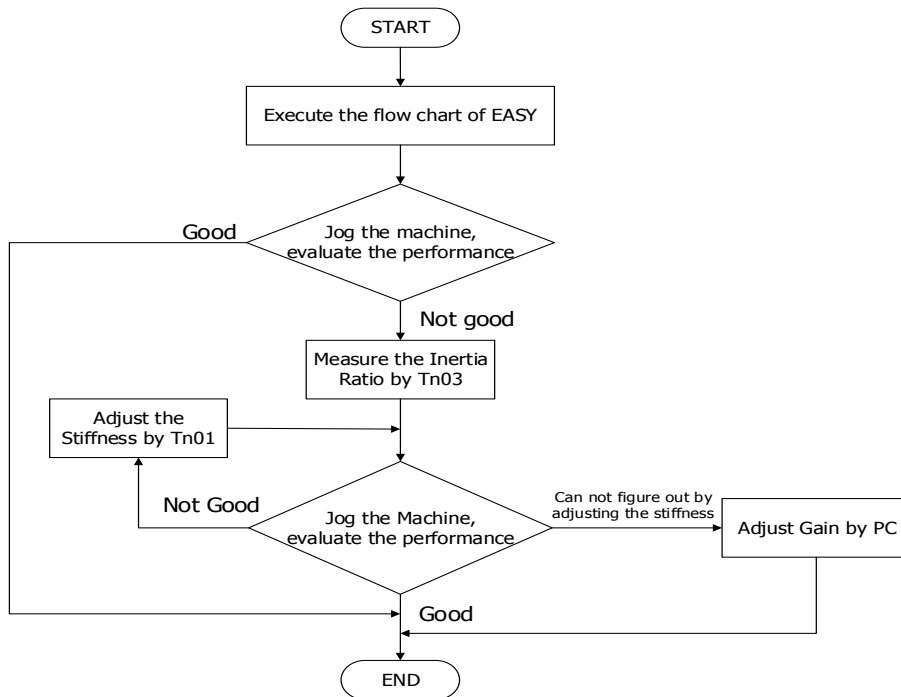 START
Execute the flow chart of EASY
Good
Jog the machine,
evaluate the performance
Not good
Measure the Inertia
Ratio by Tn03
Adjust the
Stiffness by Tn01
Not Good
Jog the Machine,
evaluate the performance
Can not figure out by
adjusting the stiffness
Adjust Gain by PC
Good
END